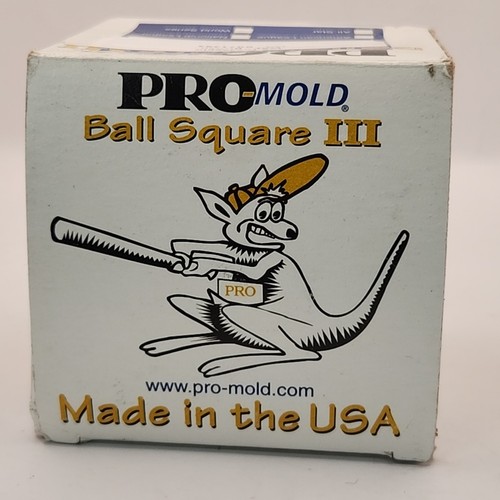 PRO-MOLD®
Ball Square III
PRO
www.pro-mold.com
Made in the USA